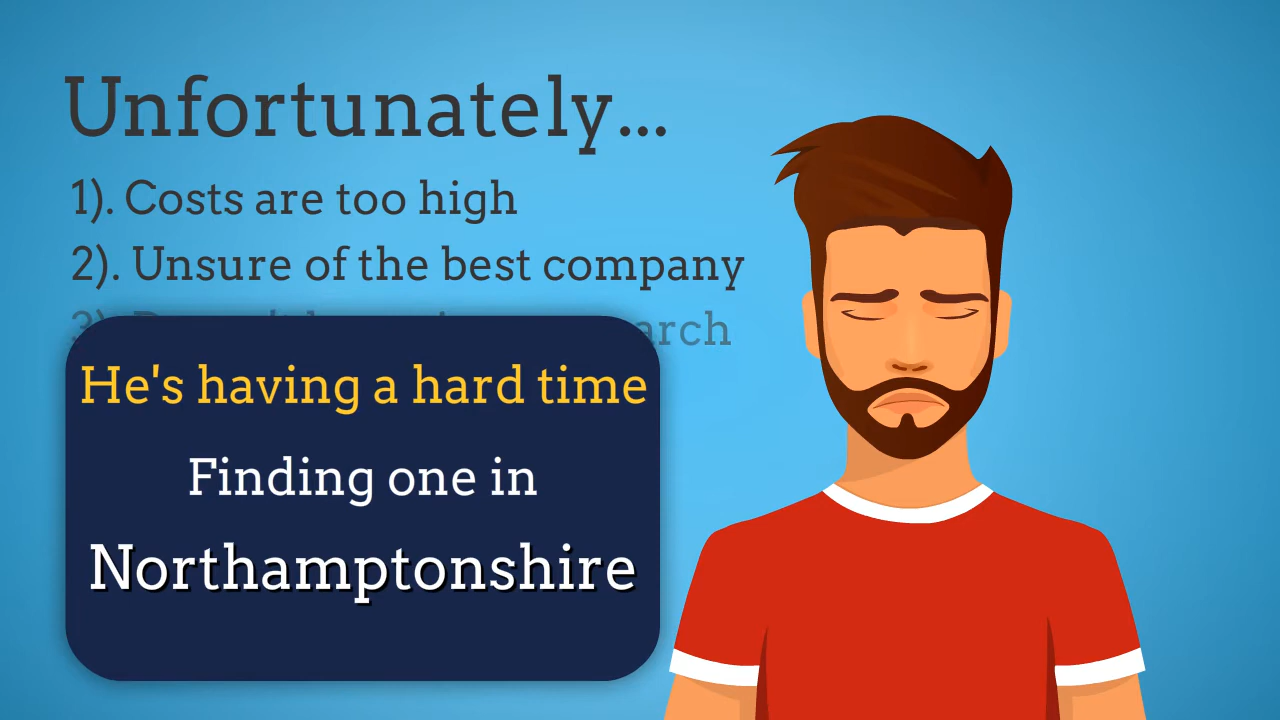 Unfortunately...
1). Costs are too high
2). Unsure of the best company
3).
He's having a hard time
Finding one in
Northamptonshire